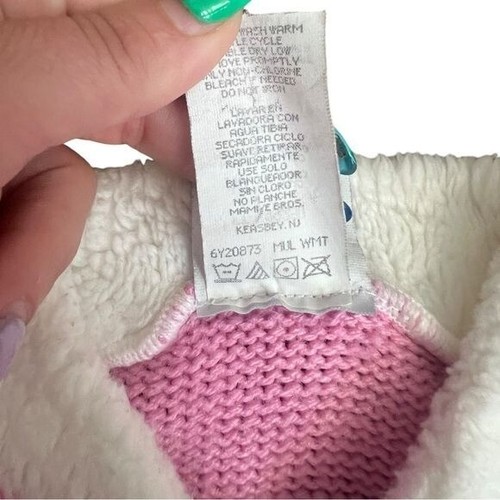 WASH WARM
LE CYCLE
BLE DRY LOW
MOVE PROMPTLY
NLY NON-CHLORINE
BLEACH IF NEEDED
DO NOT IRON
LAVAR EN
LAVADORA CON
AGUA TIBIA
SECADORA CICLO
SUAVE RETIRAR
RAPIDAMENTE
USE SOLO
BLANQUEADOR
SIN CLORO
NO PLANCHE
MAMIYE BROS.
KEASBEY, NJ
6Y20873 MUL WMT